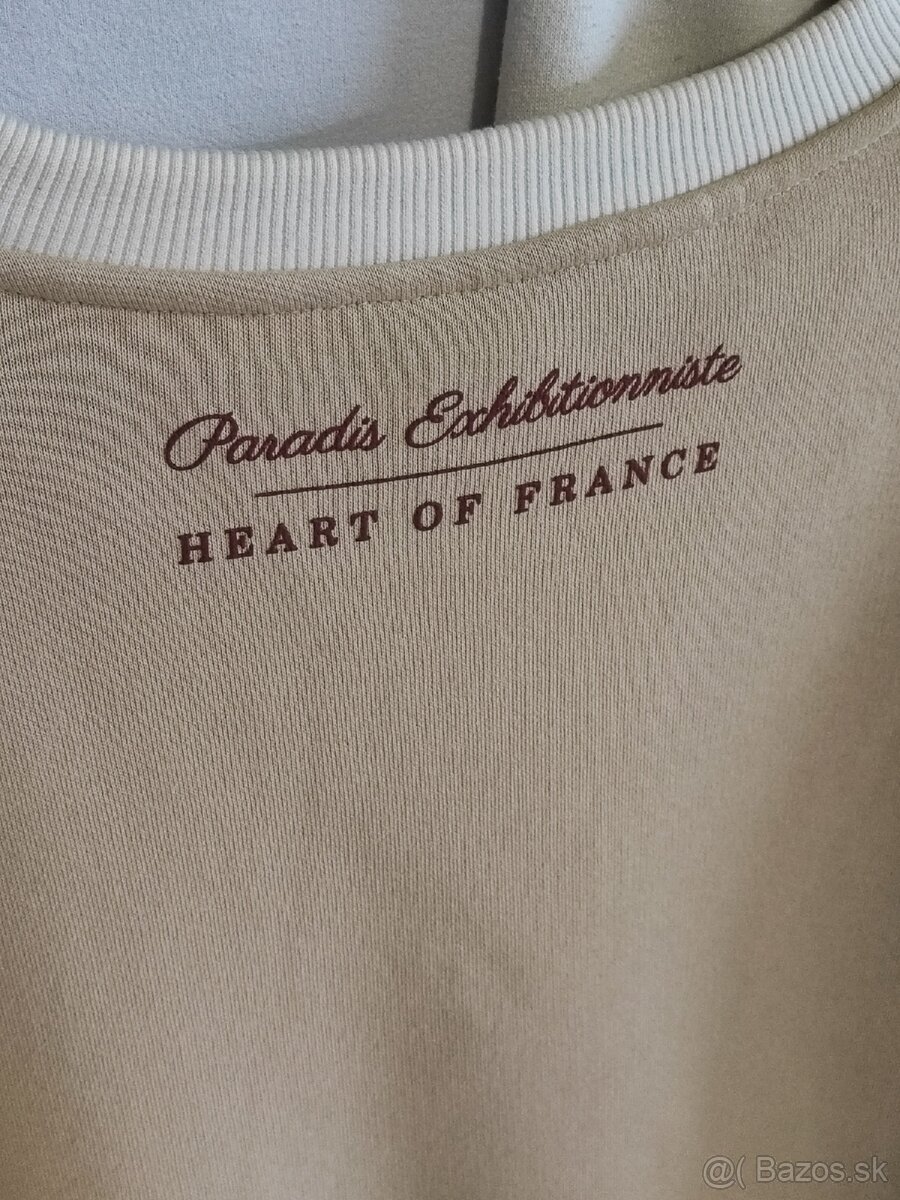 Paradis Exhibitionniste
HEART OF FRANCE
@( Bazos.sk